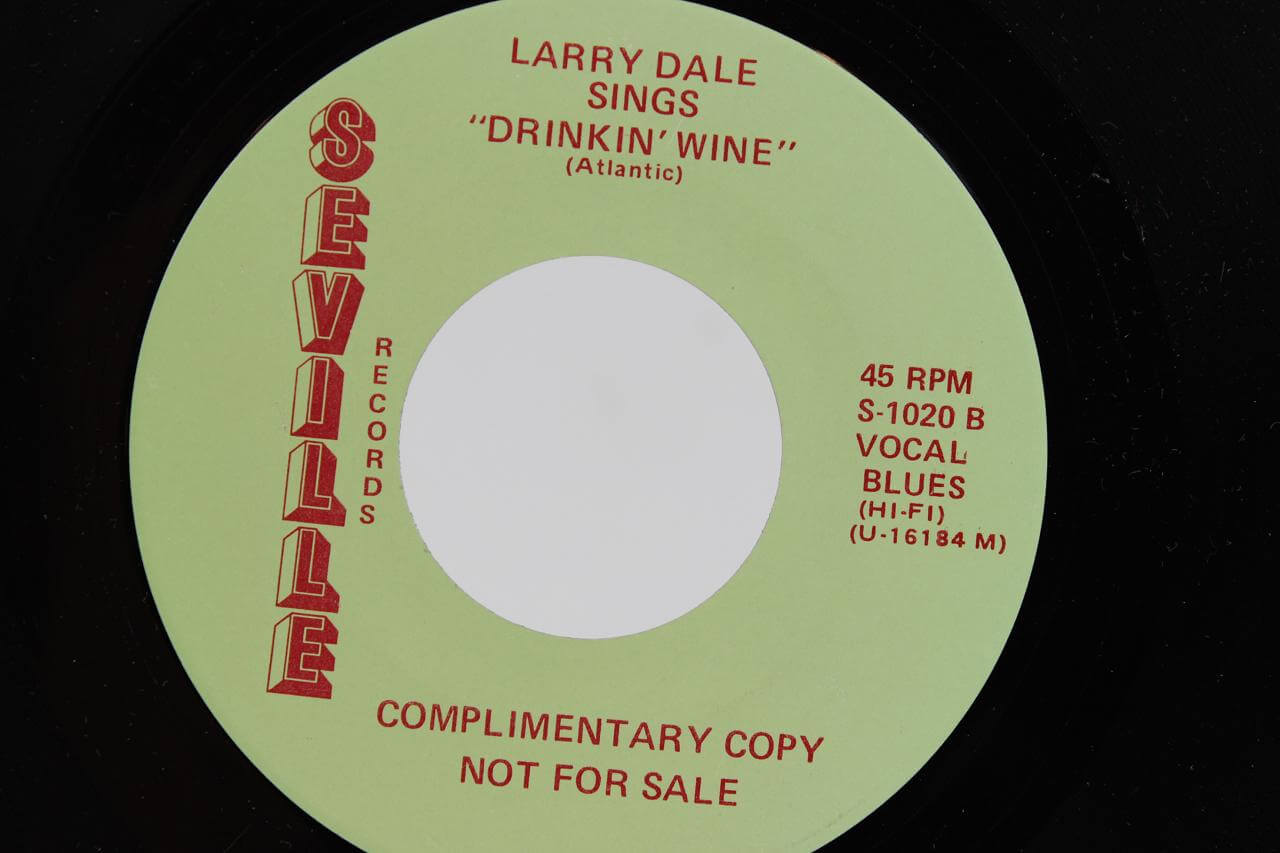 LARRY DALE
SINGS
"DRINKIN' WINE"
(Atlantic)
SEVILLE
RECORDS
45 RPM
S-1020 B
VOCAL
BLUES
(HI-FI)
(U-16184 M)
COMPLIMENTARY COPY
NOT FOR SALE